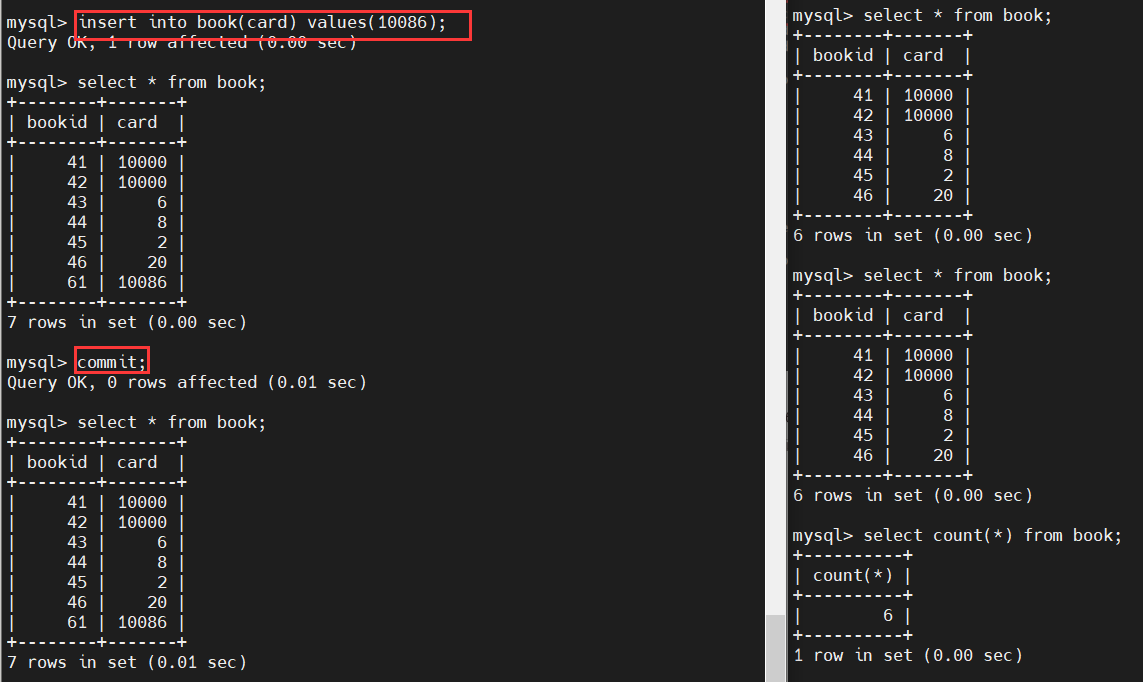 mysql> insert into book(card) values(10086);
Query OK, 1 row affected (0.00 sec)

mysql> select * from book;
+--------+-------+
| bookid | card  |
+--------+-------+
|     41 | 10000 |
|     42 | 10000 |
|     43 |     6 |
|     44 |     8 |
|     45 |     2 |
|     46 |    20 |
|     61 | 10086 |
+--------+-------+
7 rows in set (0.00 sec)

mysql> commit;
Query OK, 0 rows affected (0.01 sec)

mysql> select * from book;
+--------+-------+
| bookid | card  |
+--------+-------+
|     41 | 10000 |
|     42 | 10000 |
|     43 |     6 |
|     44 |     8 |
|     45 |     2 |
|     46 |    20 |
|     61 | 10086 |
+--------+-------+
7 rows in set (0.01 sec)

mysql> select * from book;
+--------+-------+
| bookid | card  |
+--------+-------+
|     41 | 10000 |
|     42 | 10000 |
|     43 |     6 |
|     44 |     8 |
|     45 |     2 |
|     46 |    20 |
+--------+-------+
6 rows in set (0.00 sec)

mysql> select * from book;
+--------+-------+
| bookid | card  |
+--------+-------+
|     41 | 10000 |
|     42 | 10000 |
|     43 |     6 |
|     44 |     8 |
|     45 |     2 |
|     46 |    20 |
+--------+-------+
6 rows in set (0.00 sec)

mysql> select count(*) from book;
+----------+
| count(*) |
+----------+
|        6 |
+----------+
1 row in set (0.00 sec)